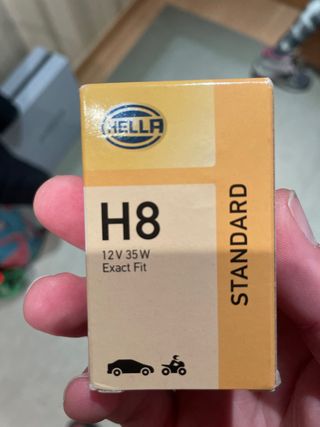 HELLA
H8
12V 35W
Exact Fit
STANDARD